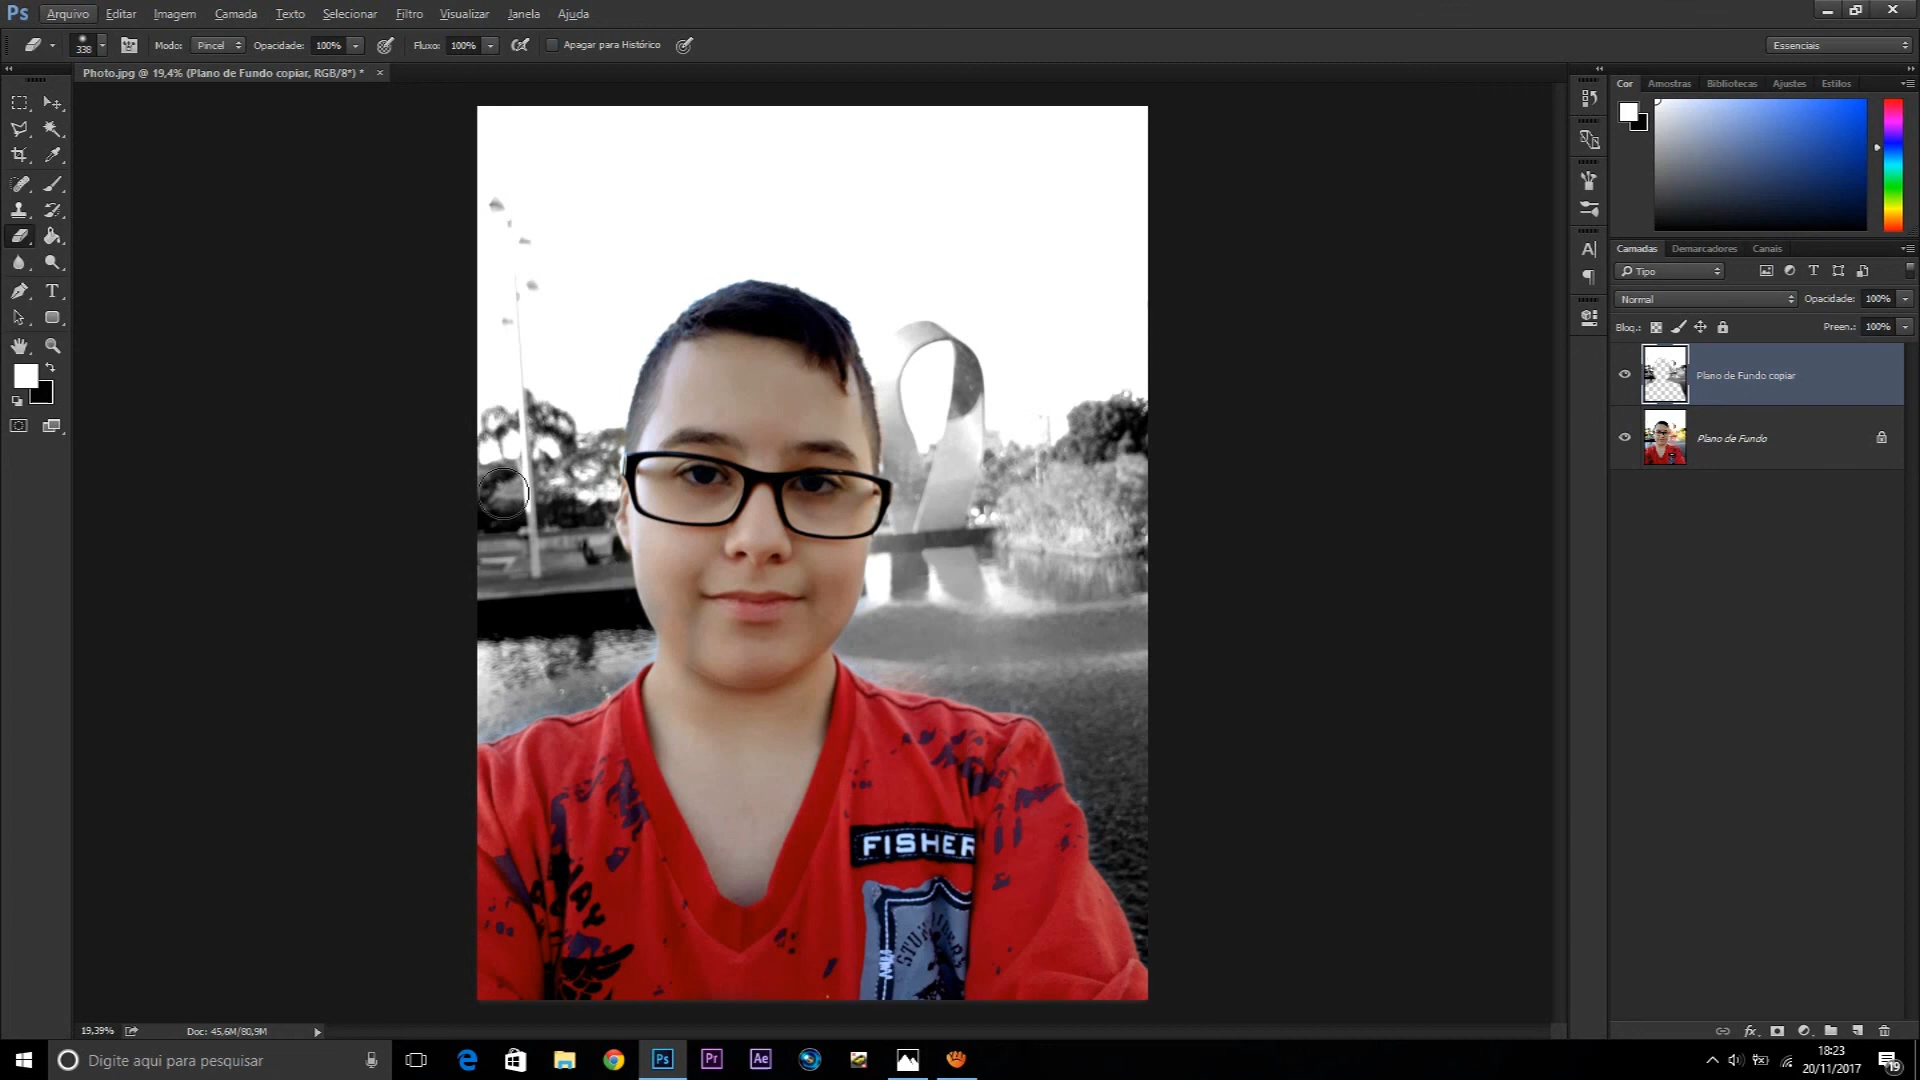 Ps Arquivo Editar Imagem Camada Texto Selecionar Filtro Visualizar Janela Ajuda
338 Modo: Pincel Opacidade: 100% Fluxo: 100% Apagar para Histórico Essenciais
Photo.jpg @ 19,4% (Plano de Fundo copiar, RGB/8*) * ×
Cor Amostras Bibliotecas Ajustes Estilos
Camadas Demarcadores Canais
Tipo
Normal Opacidade: 100%
Bloq.: Preen.: 100%
Plano de Fundo copiar
Plano de Fundo
FISHER
19,39% Doc: 45,6M/80,9M
Digite aqui para pesquisar
Ps Pr Ae
18:23
20/11/2017
19